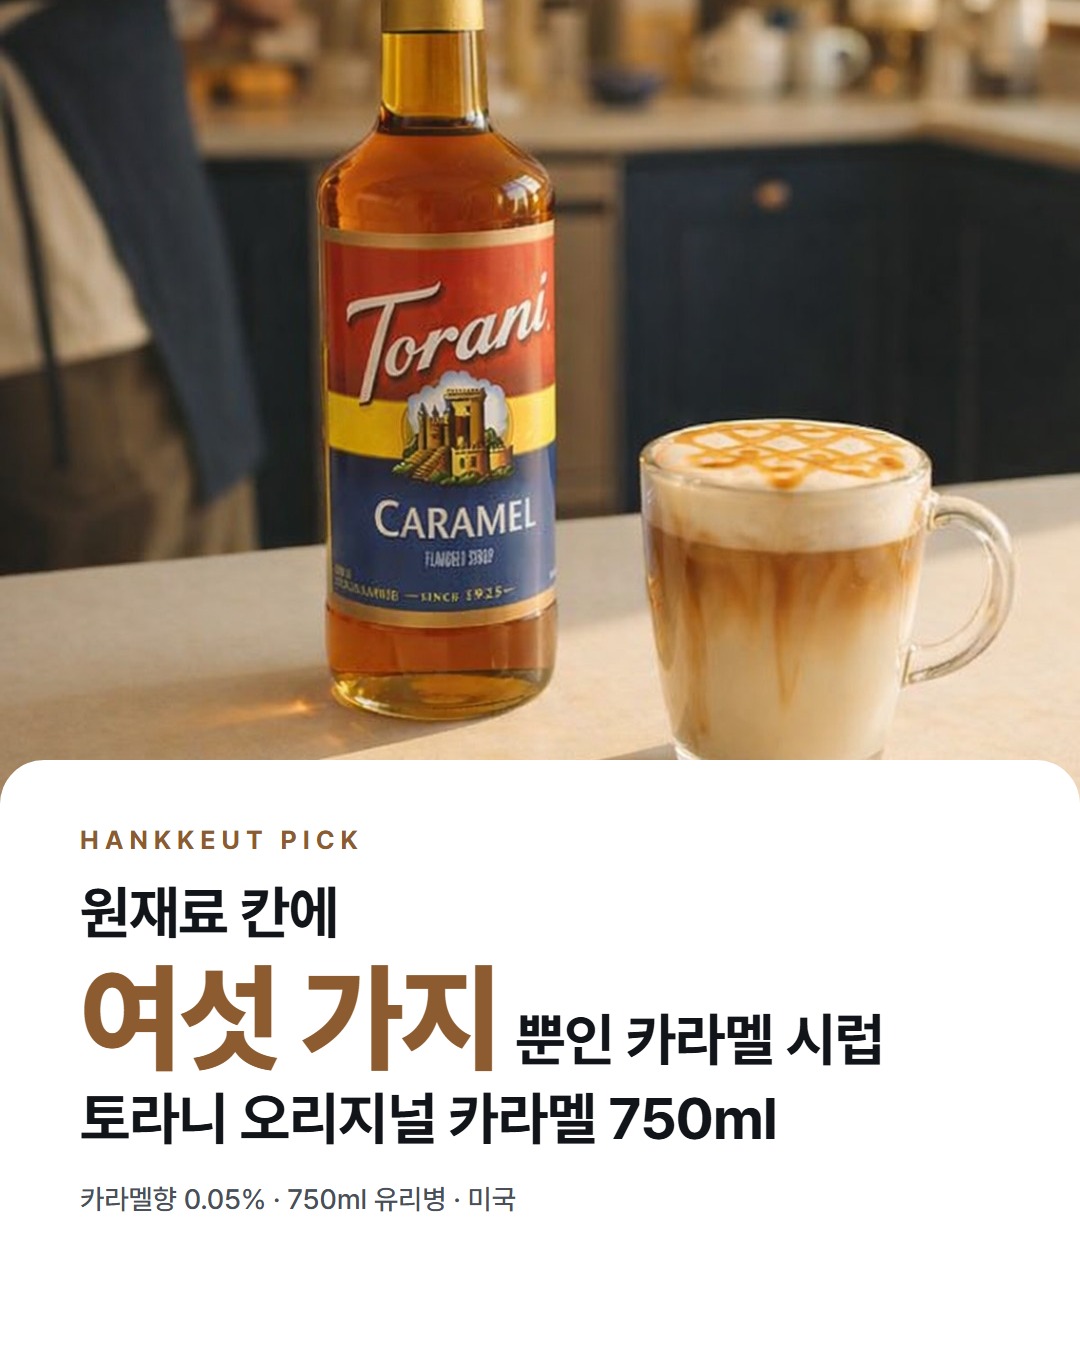 Torani
CARAMEL
SINCE 1925
HANKKEUT PICK
원재료 칸에
여섯 가지 뿐인 카라멜 시럽
토라니 오리지널 카라멜 750ml
카라멜향 0.05% · 750ml 유리병 · 미국